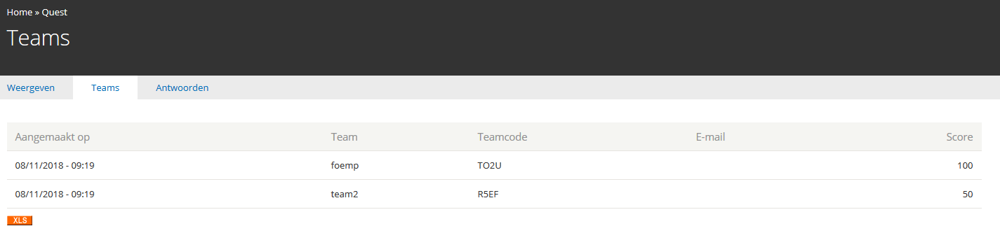 Home » Quest
Teams
Weergeven Teams Antwoorden
Aangemaakt op Team Teamcode E-mail Score
08/11/2018 - 09:19 foemp TO2U 100
08/11/2018 - 09:19 team2 R5EF 50
XLS